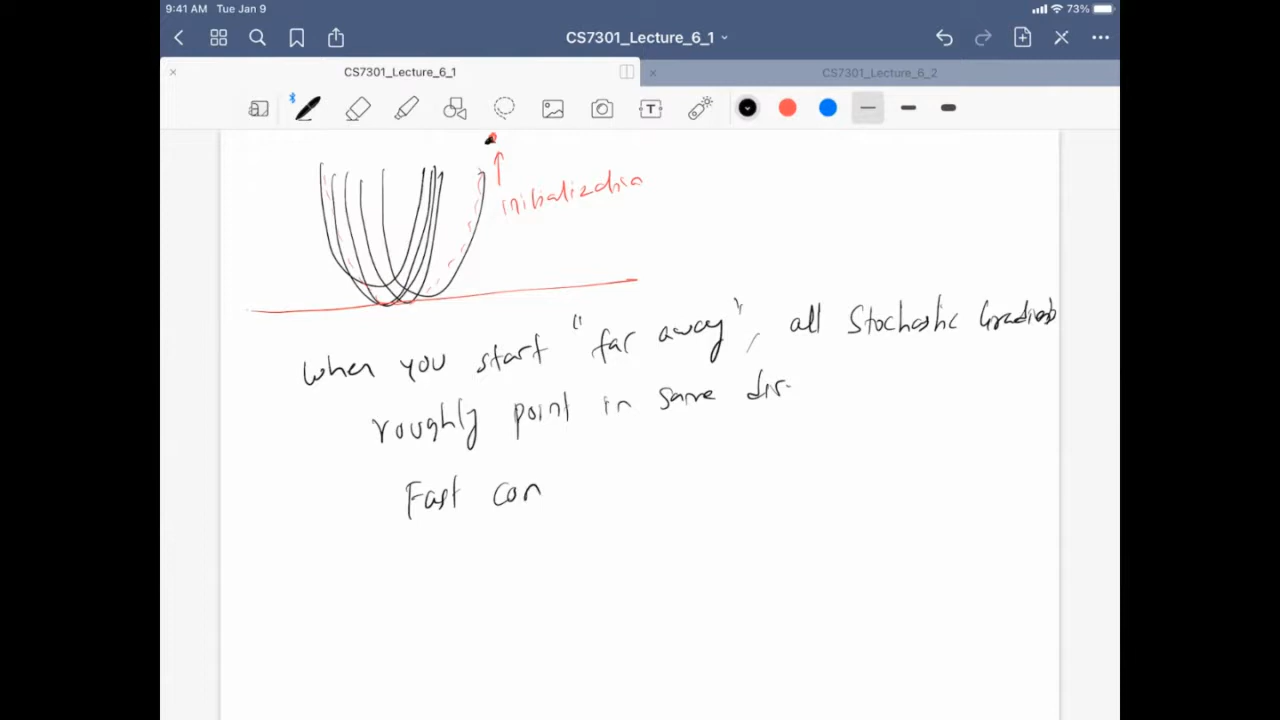 9:41 AM Tue Jan 9
73%
CS7301_Lecture_6_1
CS7301_Lecture_6_1
CS7301_Lecture_6_2
T
initialization
When you start "far away", all Stochastic Gradients
roughly point in same dir.
Fast con